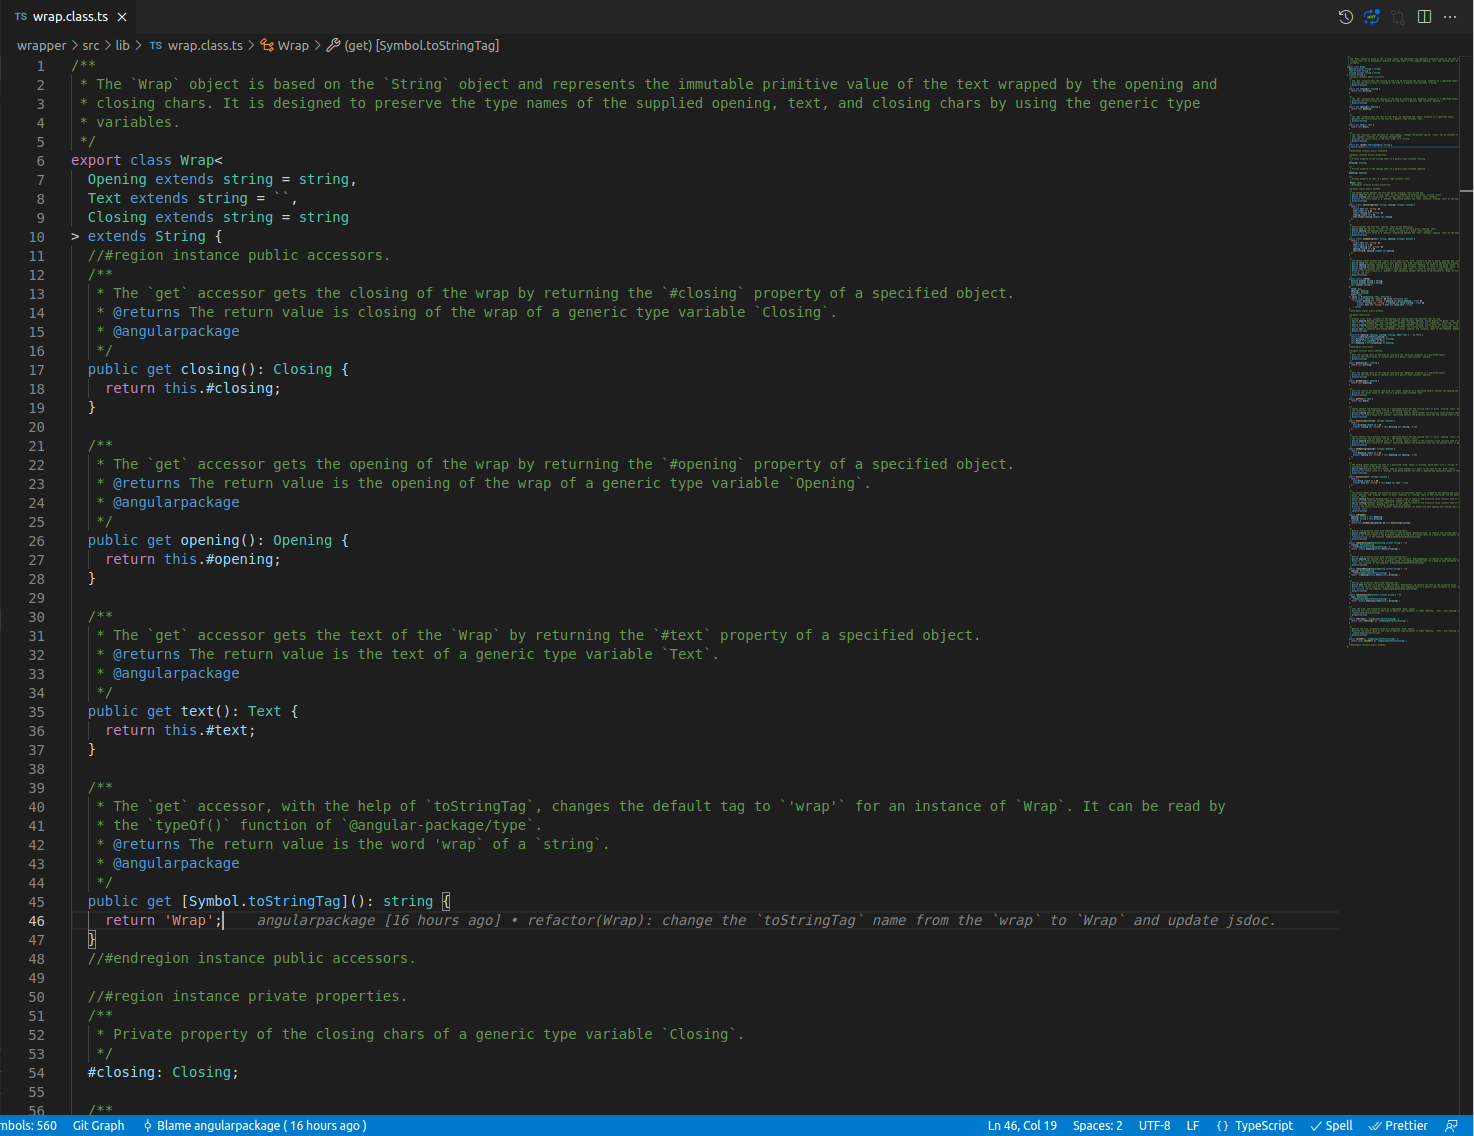 TS wrap.class.ts ×
wrapper > src > lib > TS wrap.class.ts > Wrap > (get) [Symbol.toStringTag]
1 /**
2  * The `Wrap` object is based on the `String` object and represents the immutable primitive value of the text wrapped by the opening and
3  * closing chars. It is designed to preserve the type names of the supplied opening, text, and closing chars by using the generic type
4  * variables.
5  */
6 export class Wrap<
7   Opening extends string = string,
8   Text extends string = ``,
9   Closing extends string = string
10 > extends String {
11   //#region instance public accessors.
12   /**
13    * The `get` accessor gets the closing of the wrap by returning the `#closing` property of a specified object.
14    * @returns The return value is closing of the wrap of a generic type variable `Closing`.
15    * @angularpackage
16    */
17   public get closing(): Closing {
18     return this.#closing;
19   }
20
21   /**
22    * The `get` accessor gets the opening of the wrap by returning the `#opening` property of a specified object.
23    * @returns The return value is the opening of the wrap of a generic type variable `Opening`.
24    * @angularpackage
25    */
26   public get opening(): Opening {
27     return this.#opening;
28   }
29
30   /**
31    * The `get` accessor gets the text of the `Wrap` by returning the `#text` property of a specified object.
32    * @returns The return value is the text of a generic type variable `Text`.
33    * @angularpackage
34    */
35   public get text(): Text {
36     return this.#text;
37   }
38
39   /**
40    * The `get` accessor, with the help of `toStringTag`, changes the default tag to `'wrap'` for an instance of `Wrap`. It can be read by
41    * the `typeOf()` function of `@angular-package/type`.
42    * @returns The return value is the word 'wrap` of a `string`.
43    * @angularpackage
44    */
45   public get [Symbol.toStringTag](): string {
46     return 'Wrap'; angularpackage [16 hours ago] • refactor(Wrap): change the `toStringTag` name from the `wrap` to `Wrap` and update jsdoc.
47   }
48   //#endregion instance public accessors.
49
50   //#region instance private properties.
51   /**
52    * Private property of the closing chars of a generic type variable `Closing`.
53    */
54   #closing: Closing;
55
56   /**
mbols: 560 Git Graph Blame angularpackage ( 16 hours ago ) Ln 46, Col 19 Spaces: 2 UTF-8 LF {} TypeScript Spell Prettier